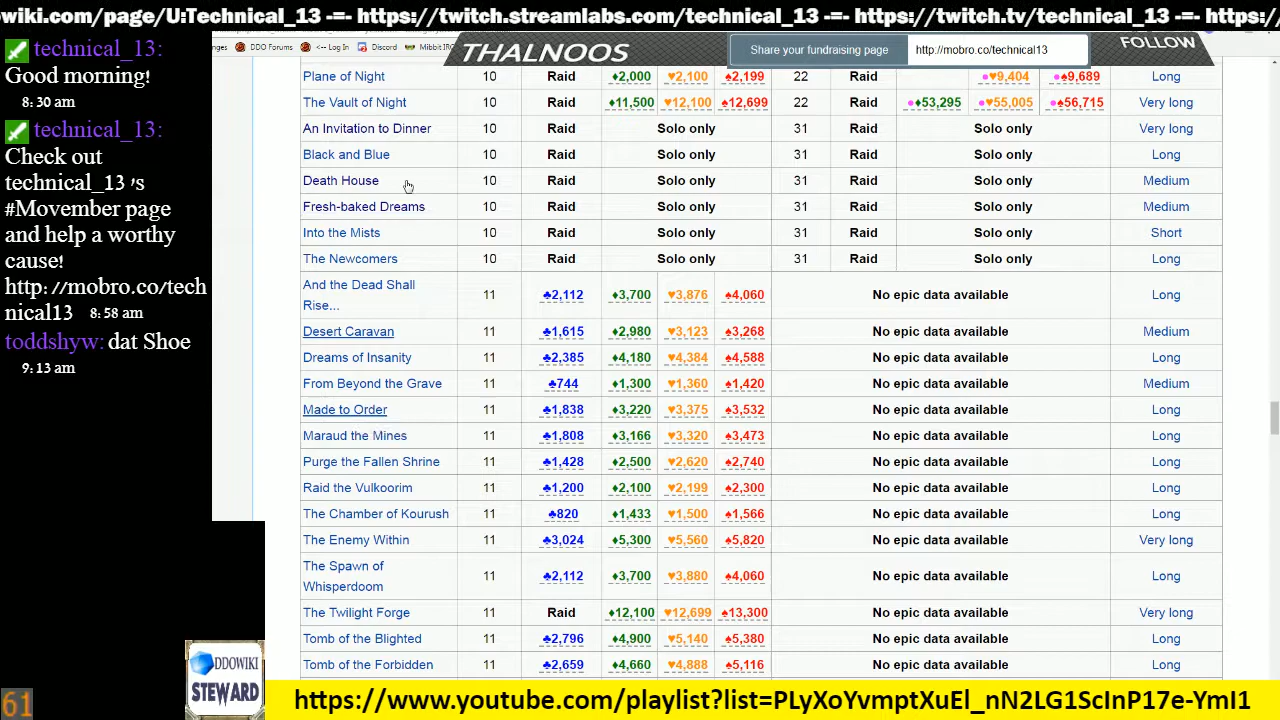 wiki.com/page/U:Technical_13 -=- https://twitch.streamlabs.com/technical_13 -=- https://twitch.tv/technical_13 -=- https:/
technical_13:
Good morning!
8:30 am
technical_13:
Check out
technical_13 's
#Movember page
and help a worthy
cause!
http://mobro.co/tech
nical13 8:58 am
toddshyw: dat Shoe
9:13 am
nges DDO Forums <-- Log In Discord Mibbit IRC
THALNOOS
Share your fundraising page http://mobro.co/technical13
FOLLOW
Plane of Night 10 Raid ♦2,000 ♥2,100 ♠2,199 22 Raid ●♥9,404 ●♠9,689 Long
The Vault of Night 10 Raid ♦11,500 ♥12,100 ♠12,699 22 Raid ●♦53,295 ●♥55,005 ●♠56,715 Very long
An Invitation to Dinner 10 Raid Solo only 31 Raid Solo only Very long
Black and Blue 10 Raid Solo only 31 Raid Solo only Long
Death House 10 Raid Solo only 31 Raid Solo only Medium
Fresh-baked Dreams 10 Raid Solo only 31 Raid Solo only Medium
Into the Mists 10 Raid Solo only 31 Raid Solo only Short
The Newcomers 10 Raid Solo only 31 Raid Solo only Long
And the Dead Shall
Rise... 11 ♣2,112 ♦3,700 ♥3,876 ♠4,060 No epic data available Long
Desert Caravan 11 ♣1,615 ♦2,980 ♥3,123 ♠3,268 No epic data available Medium
Dreams of Insanity 11 ♣2,385 ♦4,180 ♥4,384 ♠4,588 No epic data available Long
From Beyond the Grave 11 ♣744 ♦1,300 ♥1,360 ♠1,420 No epic data available Medium
Made to Order 11 ♣1,838 ♦3,220 ♥3,375 ♠3,532 No epic data available Long
Maraud the Mines 11 ♣1,808 ♦3,166 ♥3,320 ♠3,473 No epic data available Long
Purge the Fallen Shrine 11 ♣1,428 ♦2,500 ♥2,620 ♠2,740 No epic data available Long
Raid the Vulkoorim 11 ♣1,200 ♦2,100 ♥2,199 ♠2,300 No epic data available Long
The Chamber of Kourush 11 ♣820 ♦1,433 ♥1,500 ♠1,566 No epic data available Long
The Enemy Within 11 ♣3,024 ♦5,300 ♥5,560 ♠5,820 No epic data available Very long
The Spawn of
Whisperdoom 11 ♣2,112 ♦3,700 ♥3,880 ♠4,060 No epic data available Long
The Twilight Forge 11 Raid ♦12,100 ♥12,699 ♠13,300 No epic data available Very long
Tomb of the Blighted 11 ♣2,796 ♦4,900 ♥5,140 ♠5,380 No epic data available Long
Tomb of the Forbidden 11 ♣2,659 ♦4,660 ♥4,888 ♠5,116 No epic data available Long
DDOWIKI
STEWARD
61
https://www.youtube.com/playlist?list=PLyXoYvmptXuEl_nN2LG1ScInP17e-YmI1